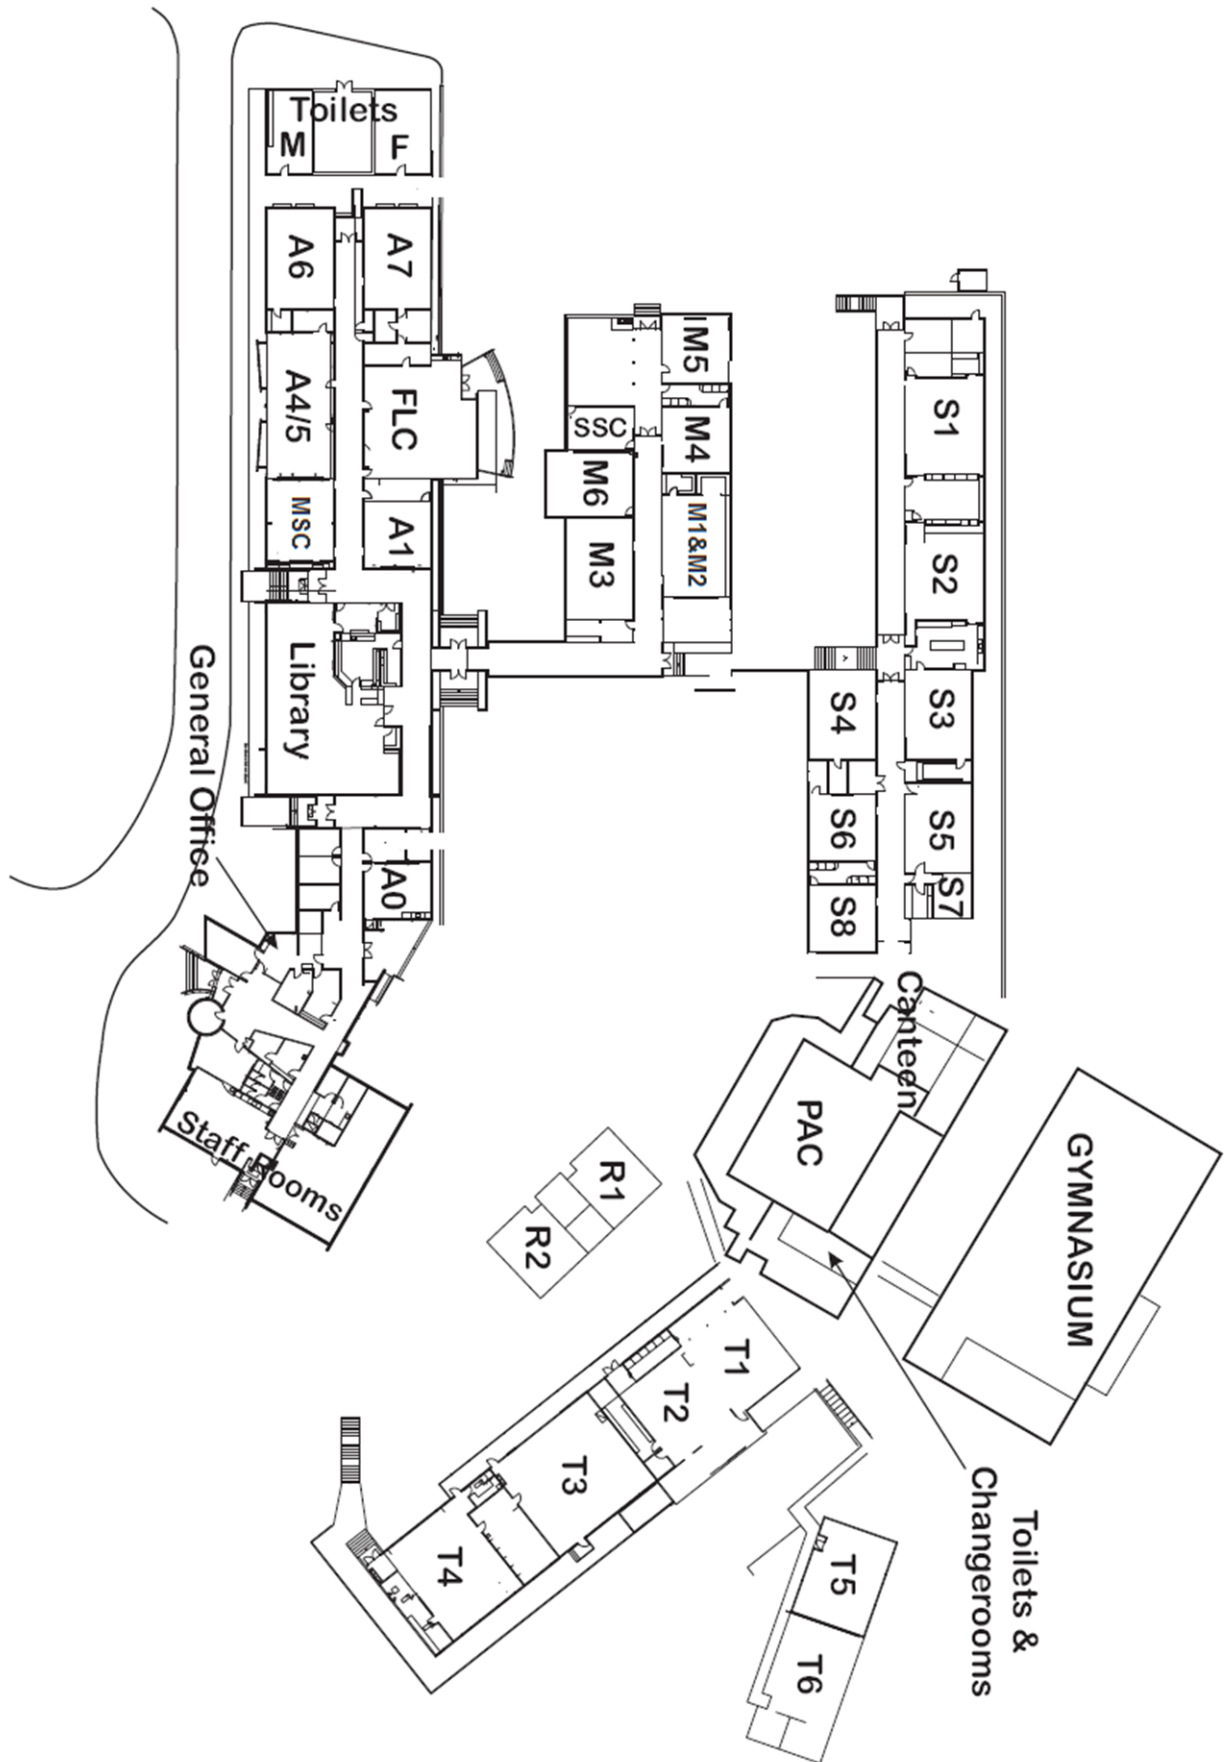 Toilets
M
F
A6
A7
A4/5
FLC
MSC
A1
Library
General Office
A0
Staff Rooms
M5
SSC
M4
M6
M1&M2
M3
S1
S2
S4
S3
S6
S5
S7
S8
Canteen
PAC
GYMNASIUM
R1
R2
T1
T2
T3
T4
Toilets &
Changerooms
T5
T6